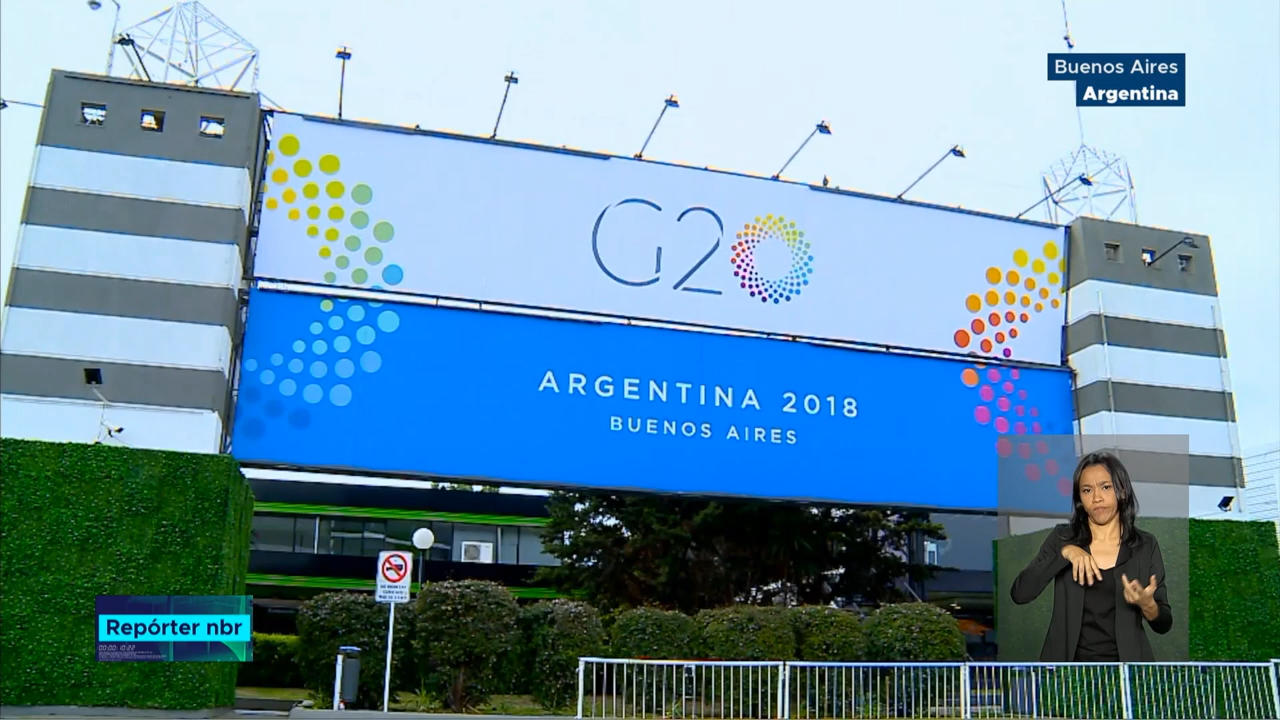 Buenos Aires
Argentina
G20
ARGENTINA 2018
BUENOS AIRES
Repórter nbr